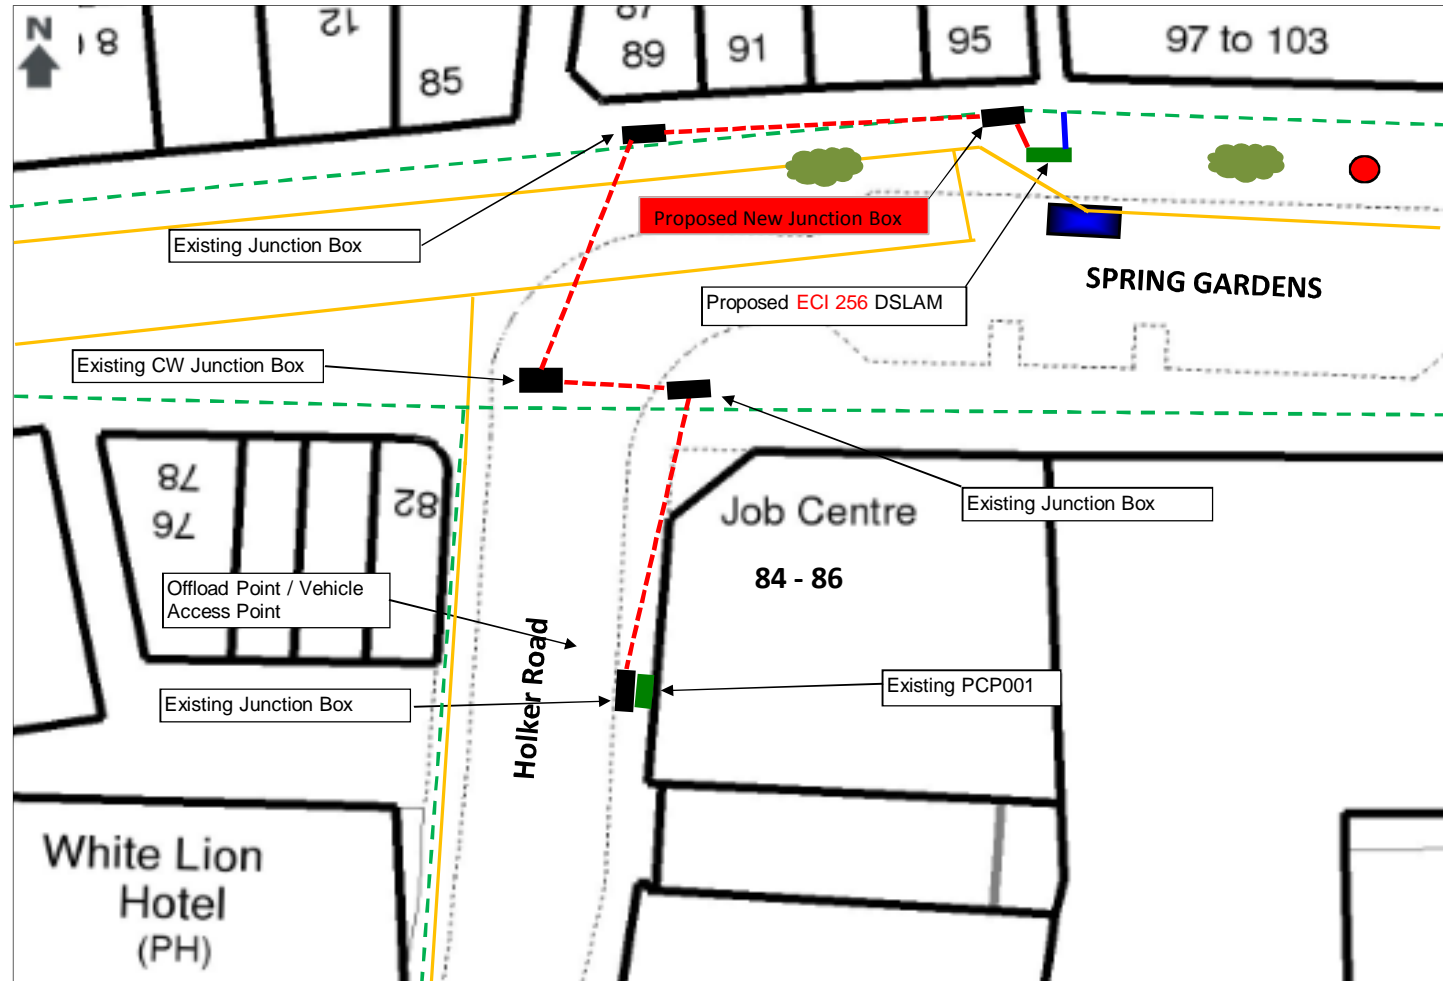 N
12
85
87
89
91
95
97 to 103
Existing Junction Box
Proposed New Junction Box
Proposed ECI 256 DSLAM
SPRING GARDENS
Existing CW Junction Box
78
76
82
Job Centre
84 - 86
Existing Junction Box
Offload Point / Vehicle
Access Point
Holker Road
Existing Junction Box
Existing PCP001
White Lion
Hotel
(PH)